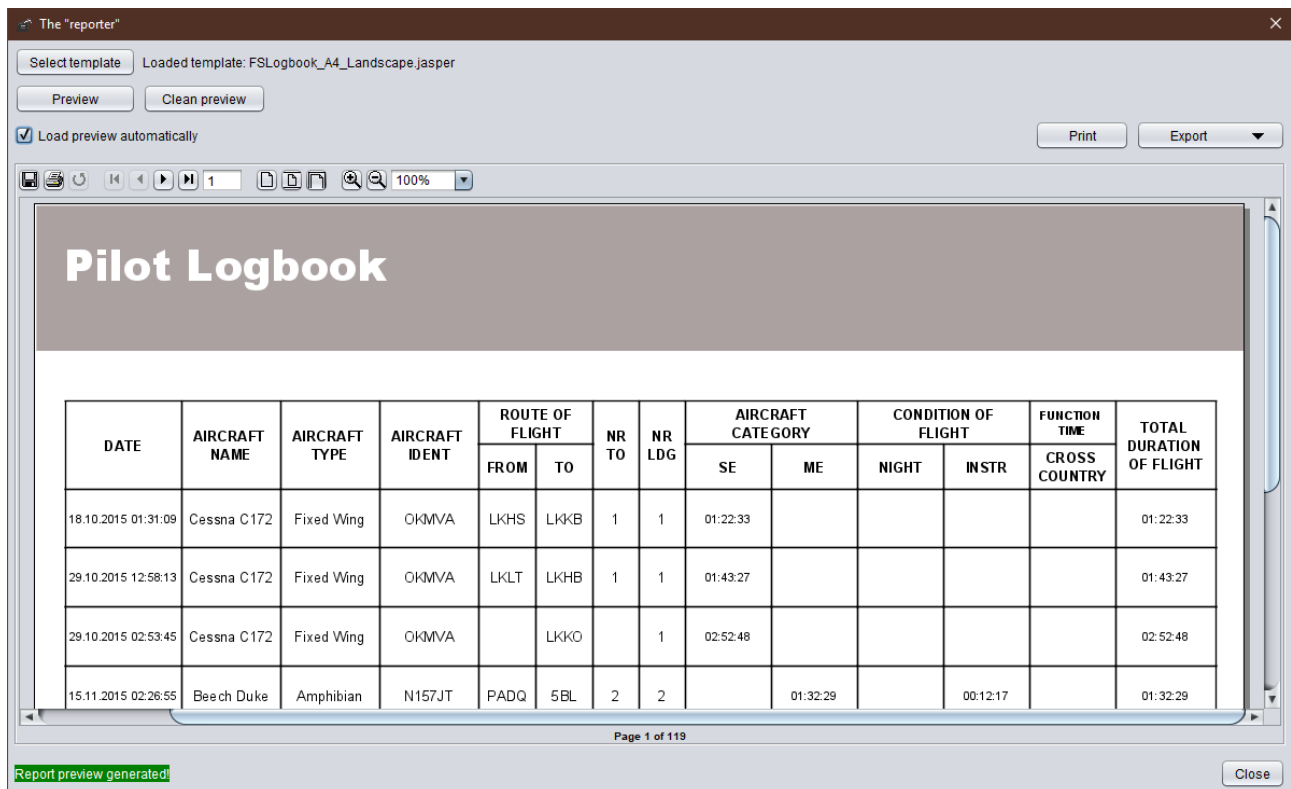 The "reporter"
Select template Loaded template: FSLogbook_A4_Landscape.jasper
Preview Clean preview
Load preview automatically Print Export
1 100%
Pilot Logbook
DATE AIRCRAFT NAME AIRCRAFT TYPE AIRCRAFT IDENT ROUTE OF FLIGHT NR TO NR LDG AIRCRAFT CATEGORY CONDITION OF FLIGHT FUNCTION TIME TOTAL DURATION OF FLIGHT
FROM TO SE ME NIGHT INSTR CROSS COUNTRY
18.10.2015 01:31:09 Cessna C172 Fixed Wing OKMVA LKHS LKKB 1 1 01:22:33 01:22:33
29.10.2015 12:58:13 Cessna C172 Fixed Wing OKMVA LKLT LKHB 1 1 01:43:27 01:43:27
29.10.2015 02:53:45 Cessna C172 Fixed Wing OKMVA LKKO 1 02:52:48 02:52:48
15.11.2015 02:26:55 Beech Duke Amphibian N157JT PADQ 5BL 2 2 01:32:29 00:12:17 01:32:29
Page 1 of 119
Report preview generated!
Close